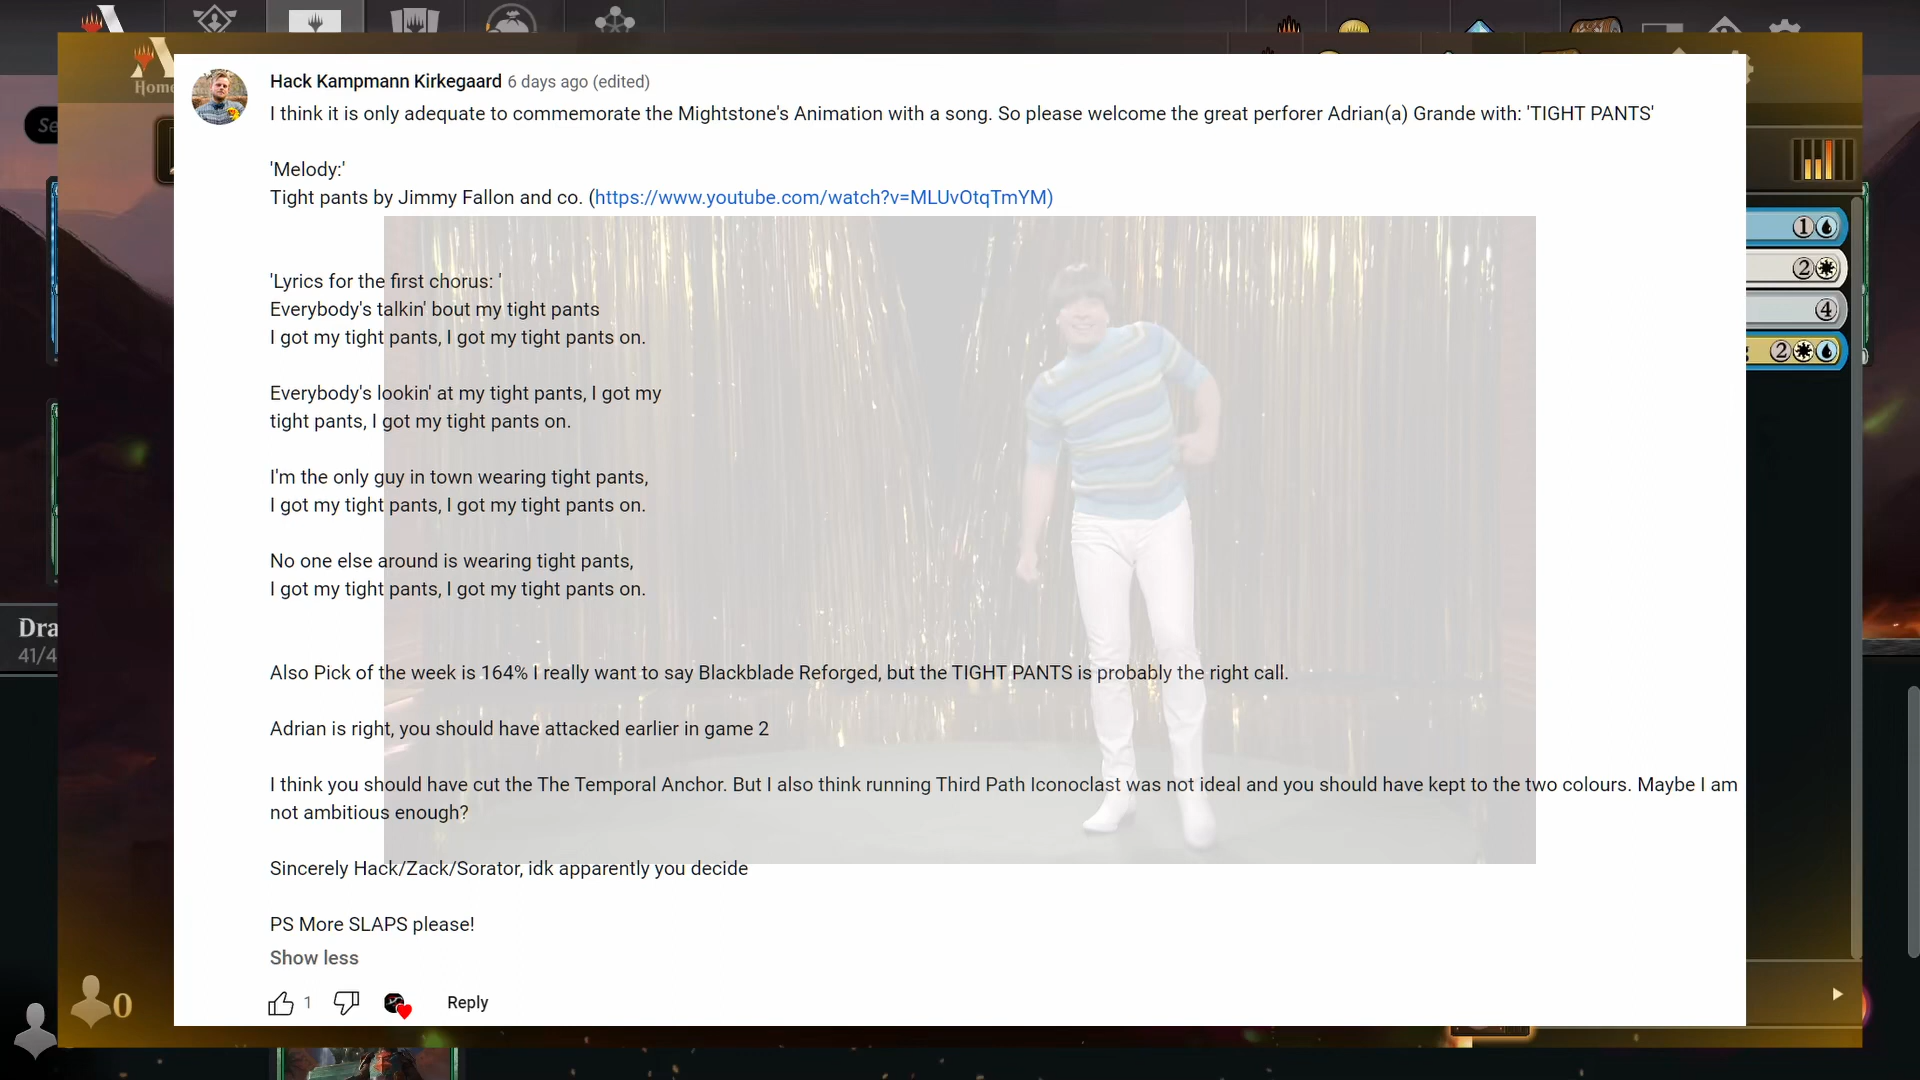 Home
Se
Hack Kampmann Kirkegaard 6 days ago (edited)
I think it is only adequate to commemorate the Mightstone's Animation with a song. So please welcome the great perforer Adrian(a) Grande with: 'TIGHT PANTS'
'Melody:'
Tight pants by Jimmy Fallon and co. (https://www.youtube.com/watch?v=MLUvOtqTmYM)
1
2
4
2
'Lyrics for the first chorus: '
Everybody's talkin' bout my tight pants
I got my tight pants, I got my tight pants on.
Everybody's lookin' at my tight pants, I got my
tight pants, I got my tight pants on.
I'm the only guy in town wearing tight pants,
I got my tight pants, I got my tight pants on.
No one else around is wearing tight pants,
I got my tight pants, I got my tight pants on.
Dra
41/4
Also Pick of the week is 164% I really want to say Blackblade Reforged, but the TIGHT PANTS is probably the right call.
Adrian is right, you should have attacked earlier in game 2
I think you should have cut the The Temporal Anchor. But I also think running Third Path Iconoclast was not ideal and you should have kept to the two colours. Maybe I am
not ambitious enough?
Sincerely Hack/Zack/Sorator, idk apparently you decide
PS More SLAPS please!
Show less
1 Reply
0